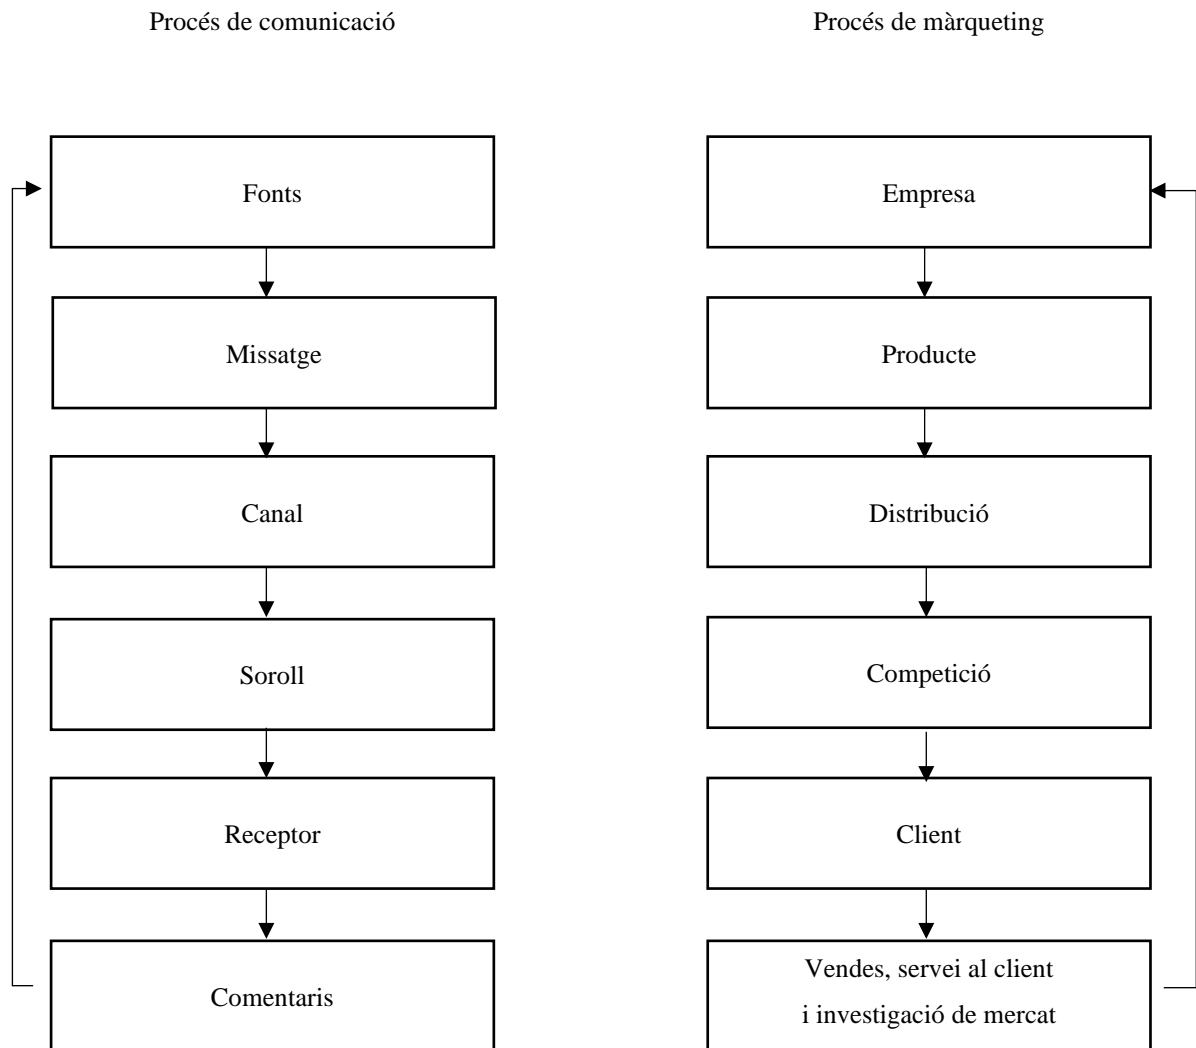 Procés de comunicació
Procés de màrqueting
Fonts
Empresa
Missatge
Producte
Canal
Distribució
Soroll
Competició
Receptor
Client
Comentaris
Vendes, servei al client
i investigació de mercat